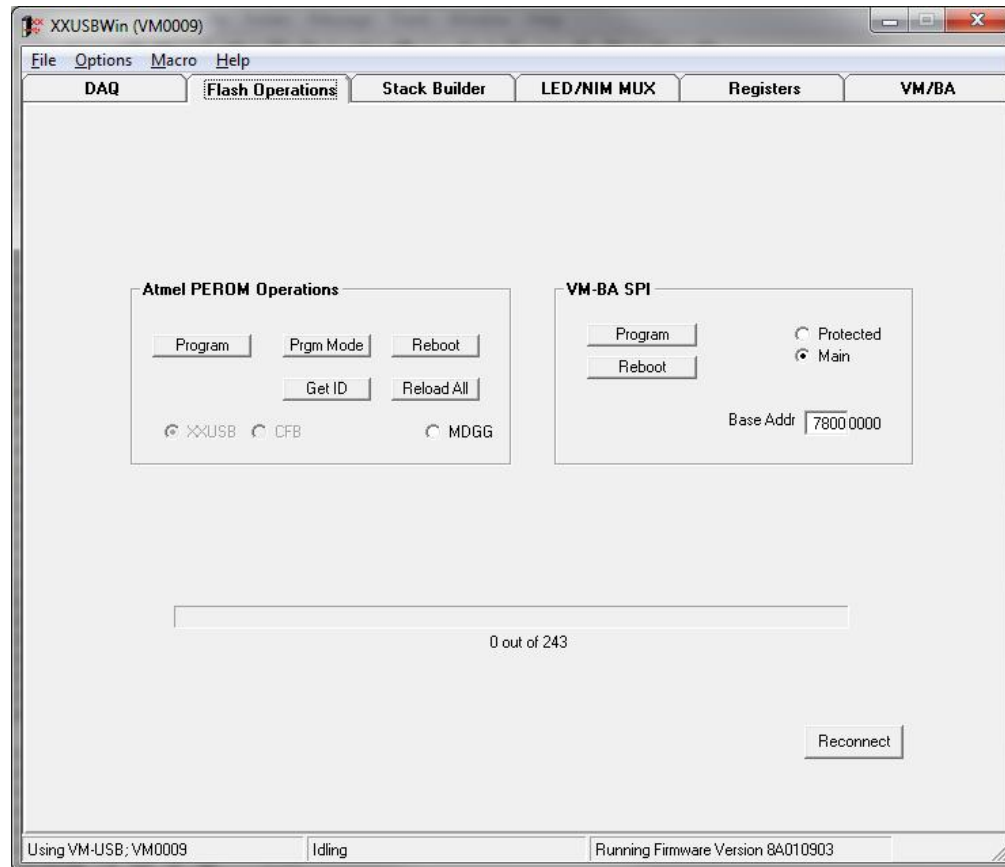 XXUSBWin (VM0009)
File Options Macro Help
DAQ Flash Operations Stack Builder LED/NIM MUX Registers VM/BA
Atmel PEROM Operations
Program Prgm Mode Reboot
Get ID Reload All
XXUSB CFB MDGG
VM-BA SPI
Program Protected
Reboot Main
Base Addr 7800 0000
0 out of 243
Reconnect
Using VM-USB; VM0009 Idling Running Firmware Version 8A010903